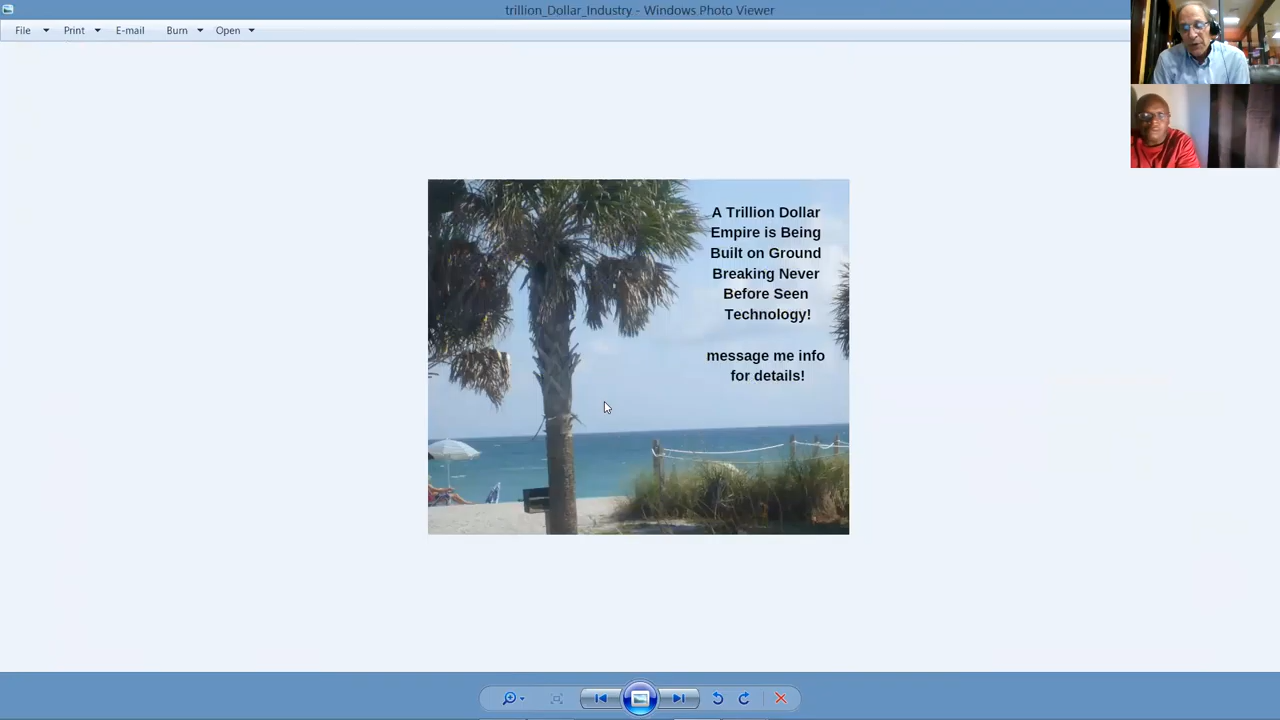 trillion_Dollar_Industry - Windows Photo Viewer
File Print E-mail Burn Open
A Trillion Dollar
Empire is Being
Built on Ground
Breaking Never
Before Seen
Technology!
message me info
for details!